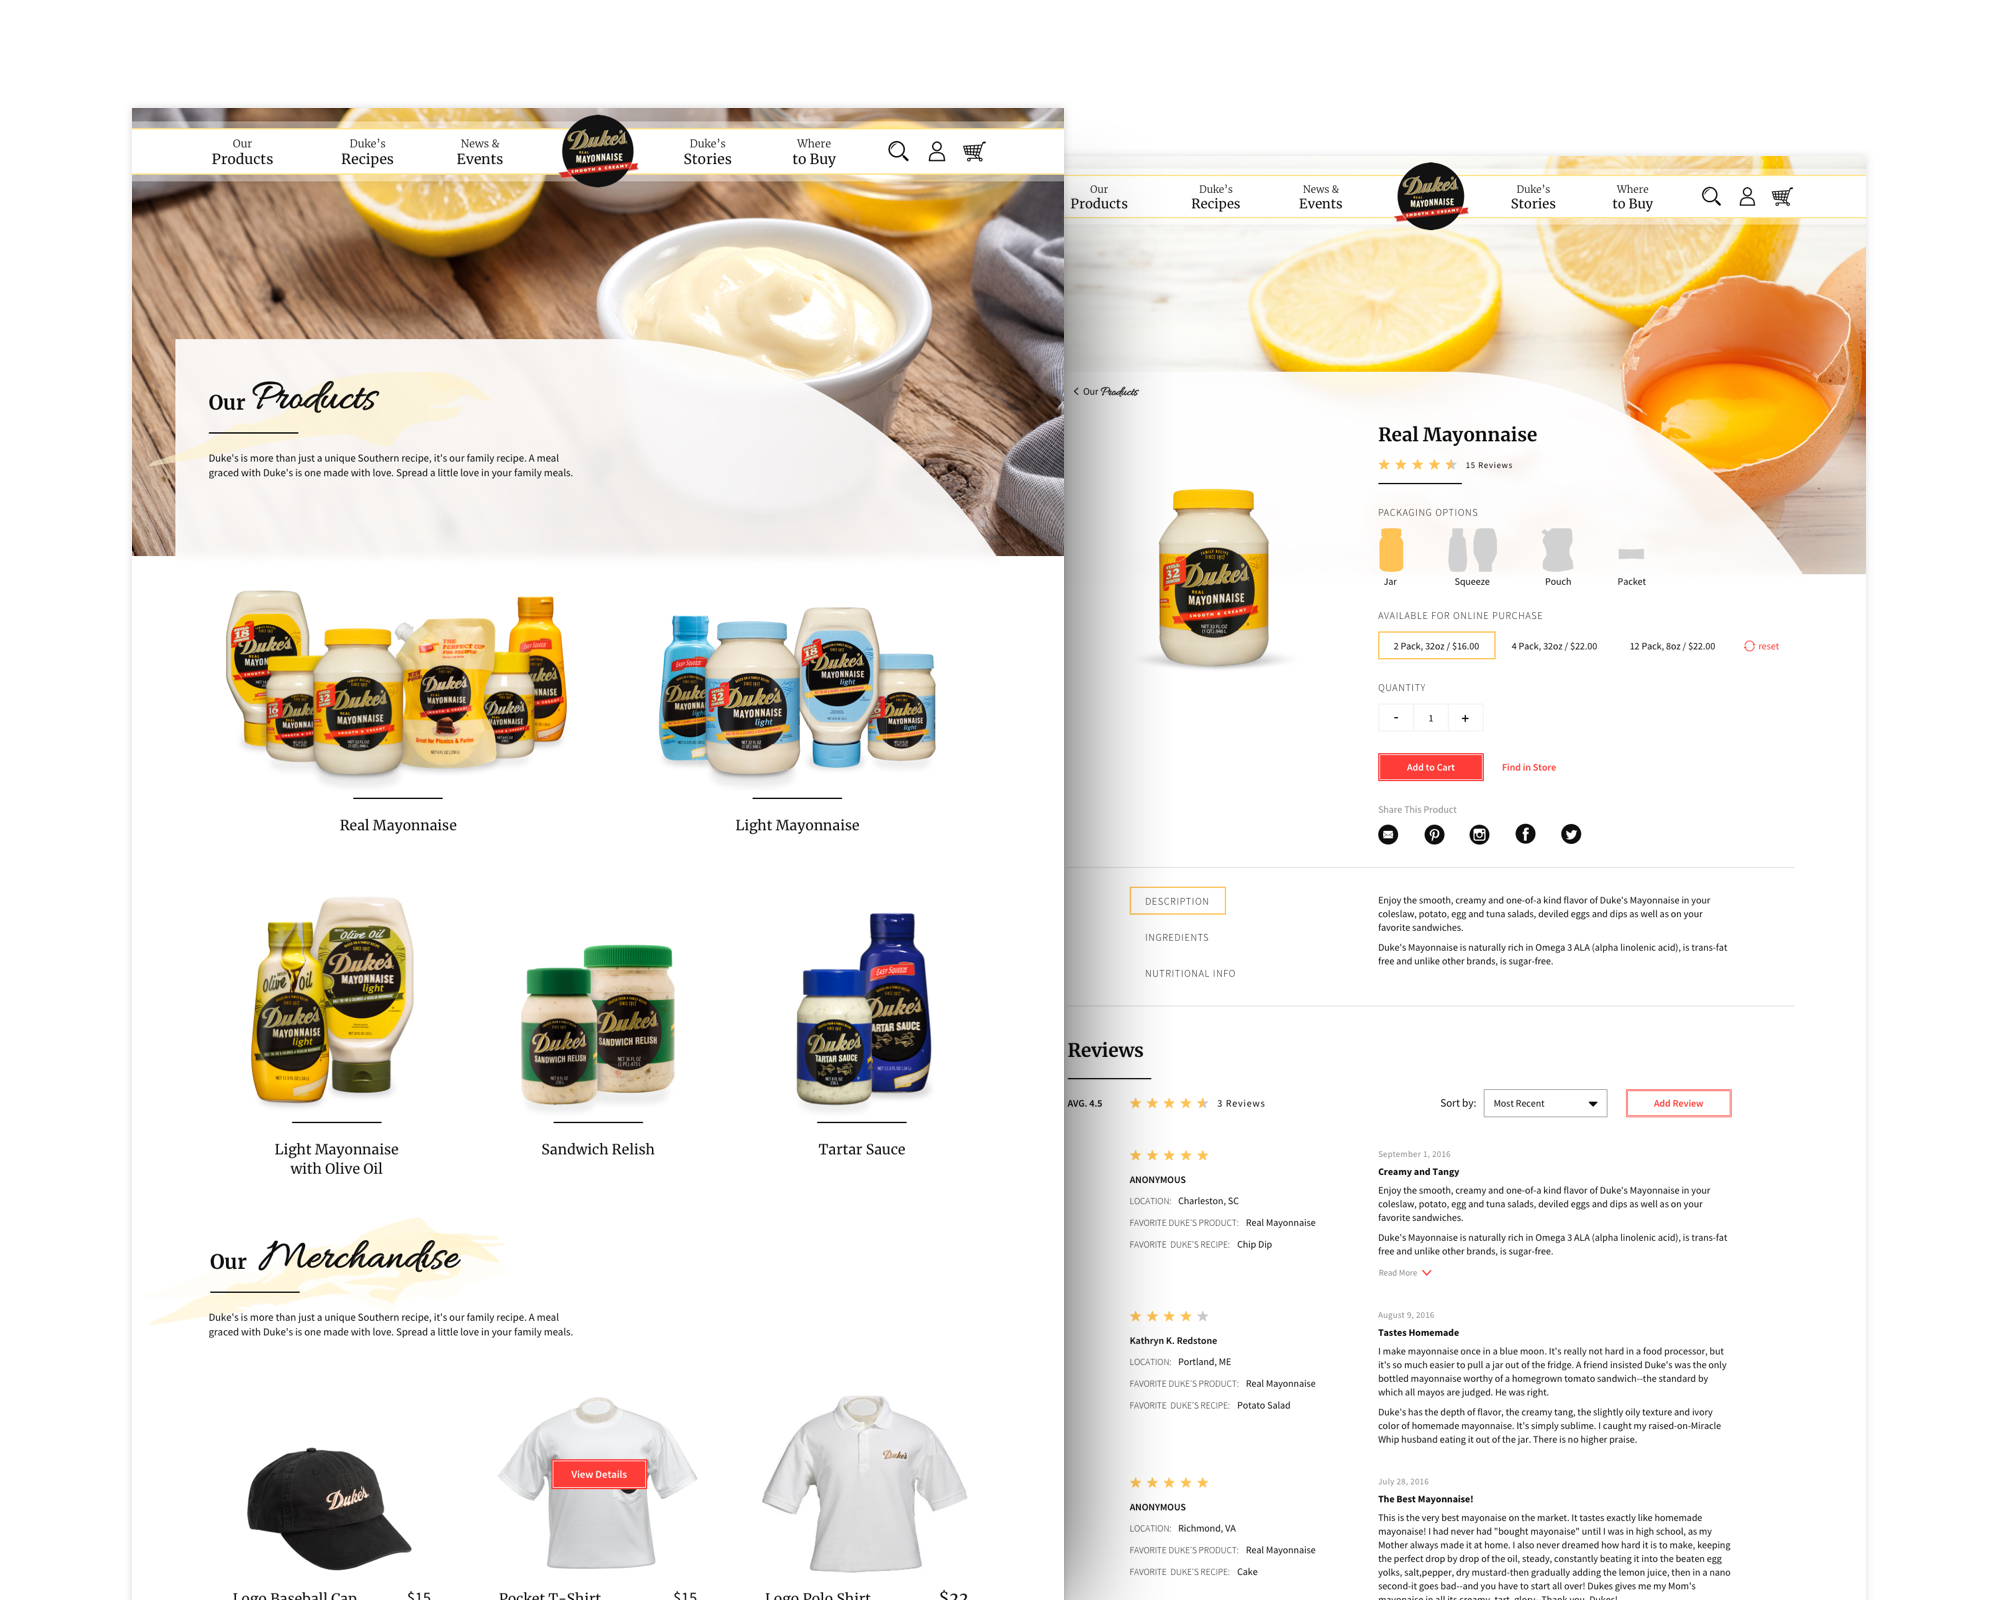 Our
Products
Duke's
Recipes
News &
Events
Duke's
REAL
MAYONNAISE
SMOOTH & CREAMY
Duke's
Stories
Where
to Buy
Our Products
Duke's is more than just a unique Southern recipe, it's our family recipe. A meal
graced with Duke's is one made with love. Spread a little love in your family meals.
Real Mayonnaise
Light Mayonnaise
Light Mayonnaise
with Olive Oil
Sandwich Relish
Tartar Sauce
Our Merchandise
Duke's is more than just a unique Southern recipe, it's our family recipe. A meal
graced with Duke's is one made with love. Spread a little love in your family meals.
Duke's
View Details
Duke's
Logo Baseball Cap $15
Pocket T-Shirt $15
Logo Polo Shirt $22
Our
Products
Duke's
Recipes
News &
Events
Duke's
REAL
MAYONNAISE
SMOOTH & CREAMY
Duke's
Stories
Where
to Buy
Our Products
Real Mayonnaise
15 Reviews
PACKAGING OPTIONS
Jar
Squeeze
Pouch
Packet
AVAILABLE FOR ONLINE PURCHASE
2 Pack, 32oz / $16.00
4 Pack, 32oz / $22.00
12 Pack, 8oz / $22.00
reset
QUANTITY
- 1 +
Add to Cart
Find in Store
Share This Product
DESCRIPTION
INGREDIENTS
NUTRITIONAL INFO
Enjoy the smooth, creamy and one-of-a kind flavor of Duke's Mayonnaise in your
coleslaw, potato, egg and tuna salads, deviled eggs and dips as well as on your
favorite sandwiches.
Duke's Mayonnaise is naturally rich in Omega 3 ALA (alpha linolenic acid), is trans-fat
free and unlike other brands, is sugar-free.
Reviews
AVG. 4.5
3 Reviews
Sort by:
Most Recent
Add Review
ANONYMOUS
LOCATION: Charleston, SC
FAVORITE DUKE'S PRODUCT: Real Mayonnaise
FAVORITE DUKE'S RECIPE: Chip Dip
September 1, 2016
Creamy and Tangy
Enjoy the smooth, creamy and one-of-a kind flavor of Duke's Mayonnaise in your
coleslaw, potato, egg and tuna salads, deviled eggs and dips as well as on your
favorite sandwiches.
Duke's Mayonnaise is naturally rich in Omega 3 ALA (alpha linolenic acid), is trans-fat
free and unlike other brands, is sugar-free.
Read More
Kathryn K. Redstone
LOCATION: Portland, ME
FAVORITE DUKE'S PRODUCT: Real Mayonnaise
FAVORITE DUKE'S RECIPE: Potato Salad
August 9, 2016
Tastes Homemade
I make mayonnaise once in a blue moon. It's really not hard in a food processor, but
it's so much easier to pull a jar out of the fridge. A friend insisted Duke's was the only
bottled mayonnaise worthy of a homegrown tomato sandwich--the standard by
which all mayos are judged. He was right.
Duke's has the depth of flavor, the creamy tang, the slightly oily texture and ivory
color of homemade mayonnaise. It's simply sublime. I caught my raised-on-Miracle
Whip husband eating it out of the jar. There is no higher praise.
ANONYMOUS
LOCATION: Richmond, VA
FAVORITE DUKE'S PRODUCT: Real Mayonnaise
FAVORITE DUKE'S RECIPE: Cake
July 28, 2016
The Best Mayonnaise!
This is the very best mayonaise on the market. It tastes exactly like homemade
mayonaise! I had never had "bought mayonaise" until I was in high school, as my
Mother always made it at home. I also never dreamed how hard it is to make, keeping
the perfect drop by drop of the oil, steady, constantly beating it into the beaten egg
yolks, salt,pepper, dry mustard-then gradually adding the lemon juice, then in a nano
second-it goes bad--and you have to start all over! Dukes gives me my Mom's
mayonaise in all its creamy, tart, glory. Thank you, Dukes!